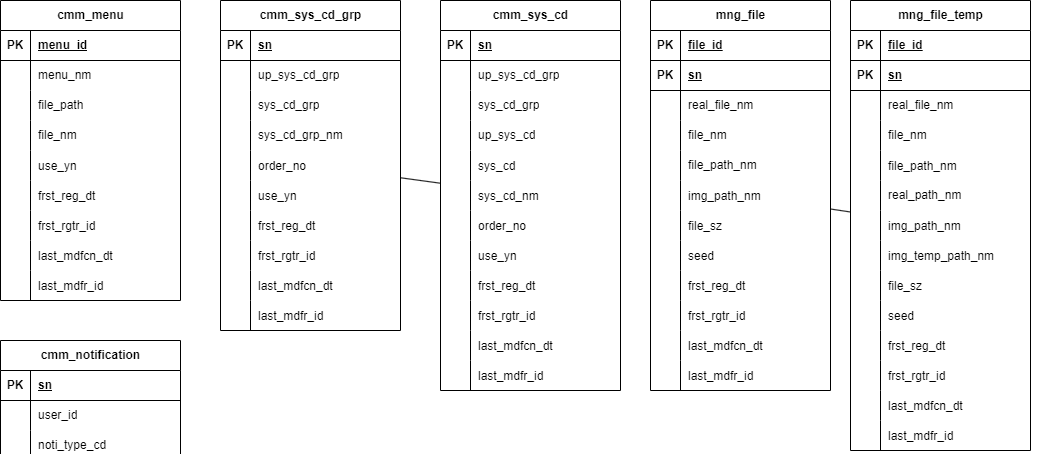 cmm_menu
PK menu_id
menu_nm
file_path
file_nm
use_yn
frst_reg_dt
frst_rgtr_id
last_mdfcn_dt
last_mdfr_id
cmm_sys_cd_grp
PK sn
up_sys_cd_grp
sys_cd_grp
sys_cd_grp_nm
order_no
use_yn
frst_reg_dt
frst_rgtr_id
last_mdfcn_dt
last_mdfr_id
cmm_sys_cd
PK sn
up_sys_cd_grp
sys_cd_grp
up_sys_cd
sys_cd
sys_cd_nm
order_no
use_yn
frst_reg_dt
frst_rgtr_id
last_mdfcn_dt
last_mdfr_id
mng_file
PK file_id
PK sn
real_file_nm
file_nm
file_path_nm
img_path_nm
file_sz
seed
frst_reg_dt
frst_rgtr_id
last_mdfcn_dt
last_mdfr_id
mng_file_temp
PK file_id
PK sn
real_file_nm
file_nm
file_path_nm
real_path_nm
img_path_nm
img_temp_path_nm
file_sz
seed
frst_reg_dt
frst_rgtr_id
last_mdfcn_dt
last_mdfr_id
cmm_notification
PK sn
user_id
noti_type_cd